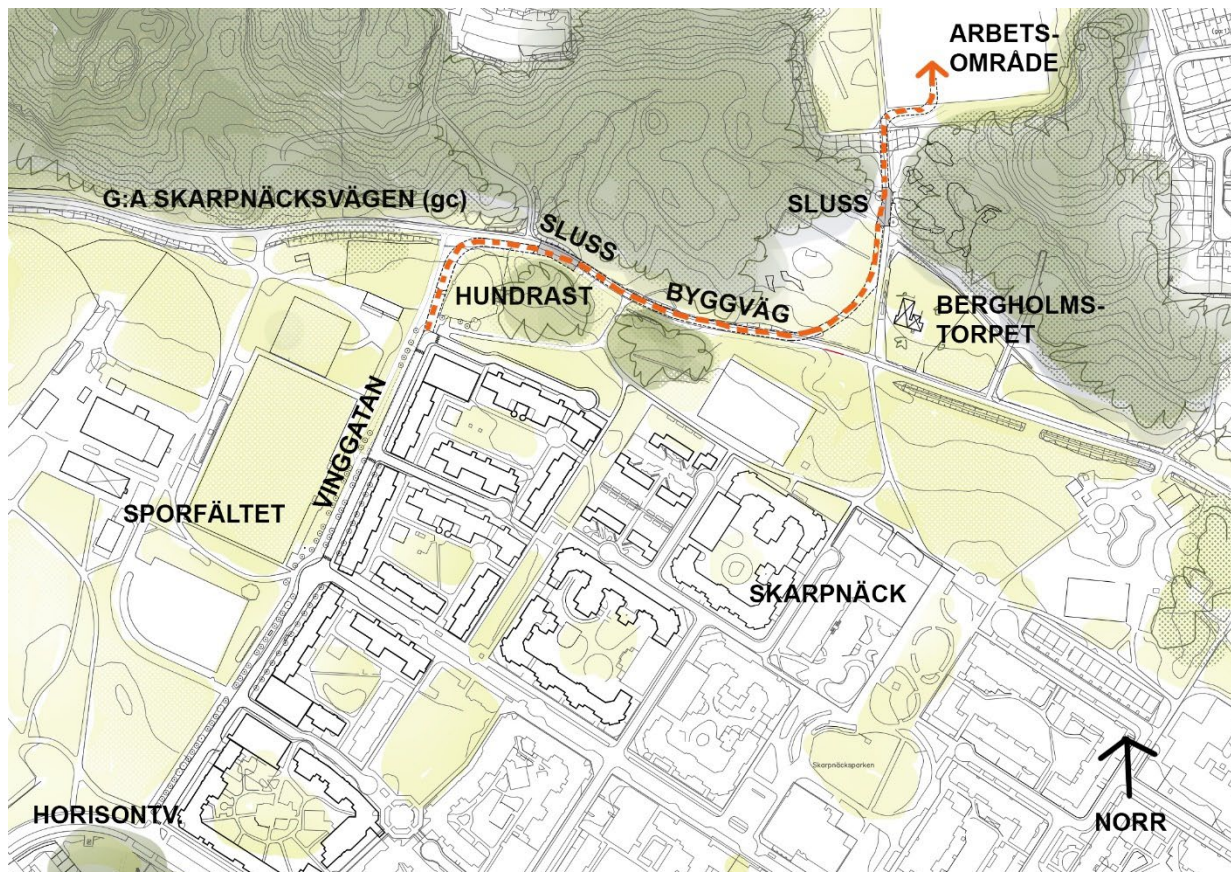 ARBETS-
OMRÅDE
G:A SKARPNÄCKSVÄGEN (gc)
SLUSS
SLUSS
HUNDRAST
BYGGVÄG
BERGHOLMS-
TORPET
VINGGATAN
SPORFÄLTET
SKARPNÄCK
Skarpnäcksparken
HORISONTV.
NORR